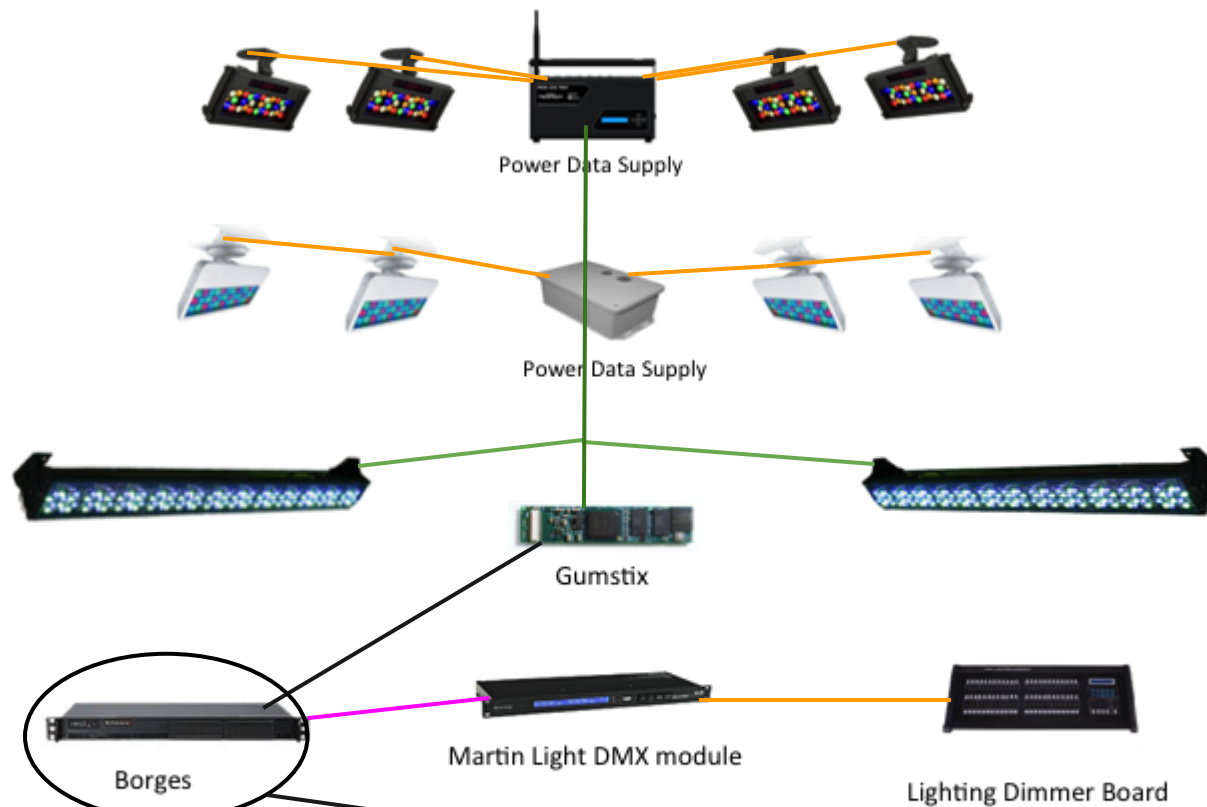 Power Data Supply
Power Data Supply
Gumstix
Borges
Martin Light DMX module
Lighting Dimmer Board